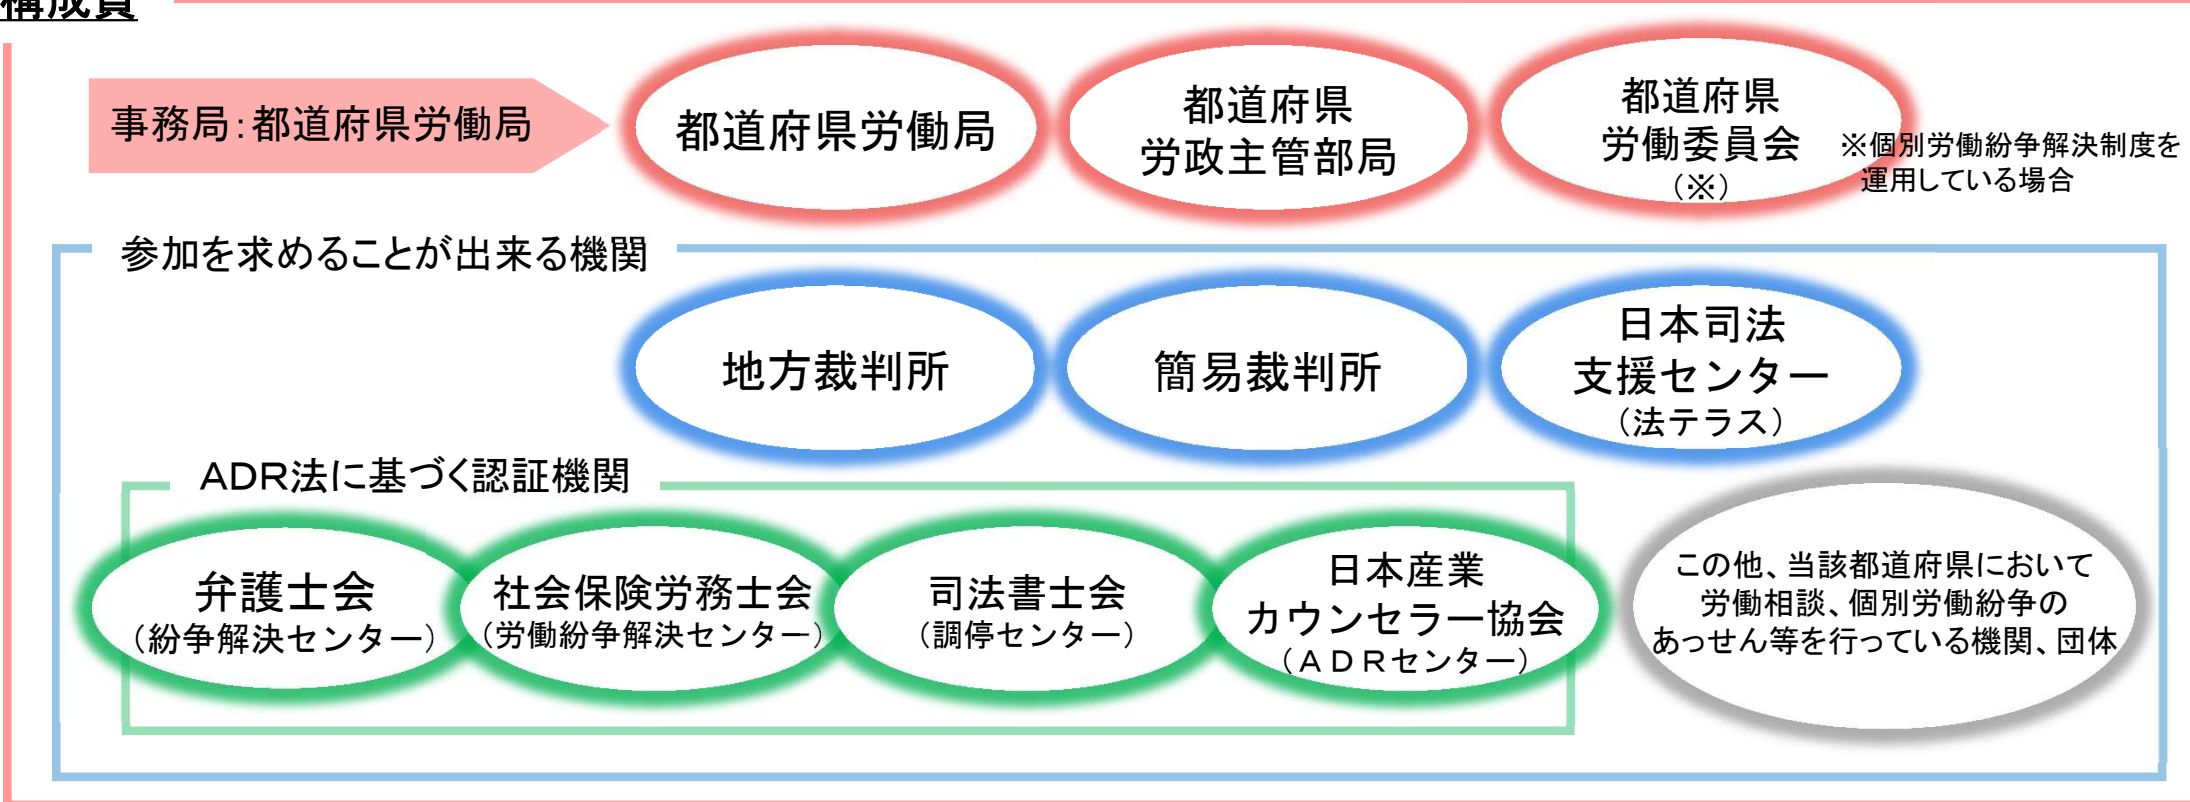 構成員
事務局：都道府県労働局
都道府県労働局
都道府県
労政主管部局
都道府県
労働委員会
（※）
※個別労働紛争解決制度を
運用している場合
参加を求めることが出来る機関
地方裁判所
簡易裁判所
日本司法
支援センター
（法テラス）
ADR法に基づく認証機関
弁護士会
（紛争解決センター）
社会保険労務士会
（労働紛争解決センター）
司法書士会
（調停センター）
日本産業
カウンセラー協会
（ADRセンター）
この他、当該都道府県において
労働相談、個別労働紛争の
あっせん等を行っている機関、団体